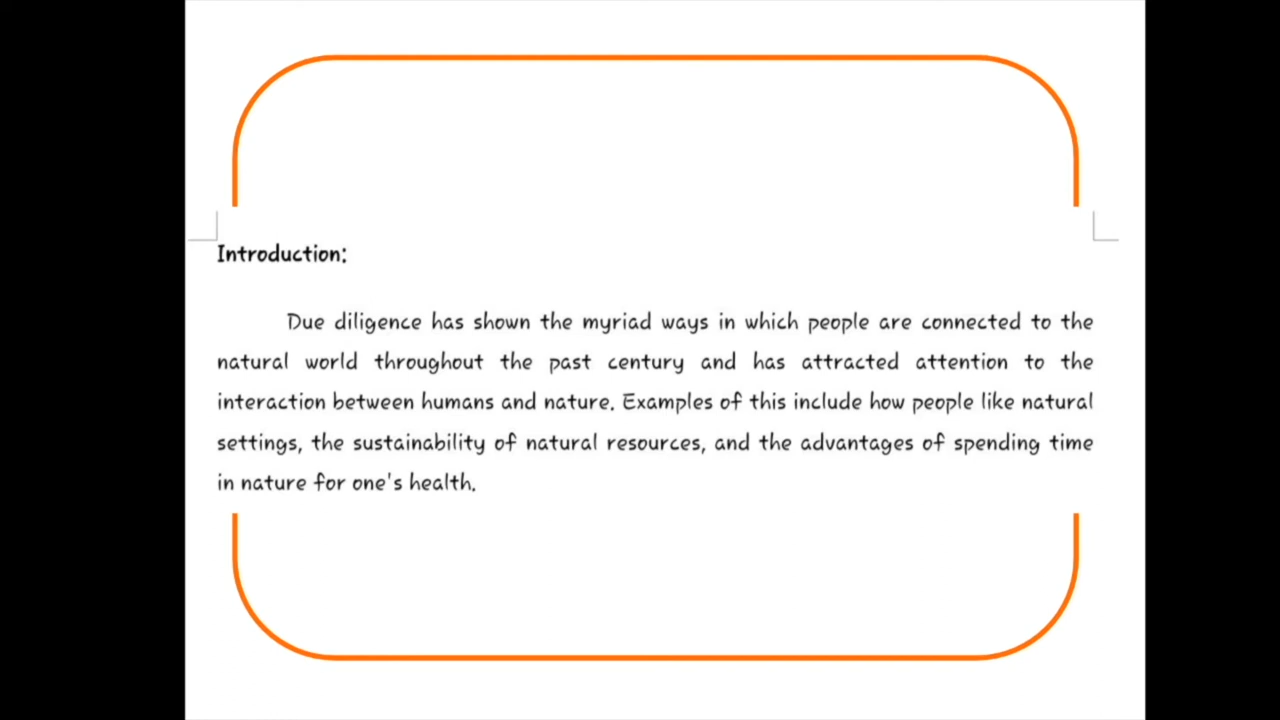 Introduction:
Due diligence has shown the myriad ways in which people are connected to the
natural world throughout the past century and has attracted attention to the
interaction between humans and nature. Examples of this include how people like natural
settings, the sustainability of natural resources, and the advantages of spending time
in nature for one's health.